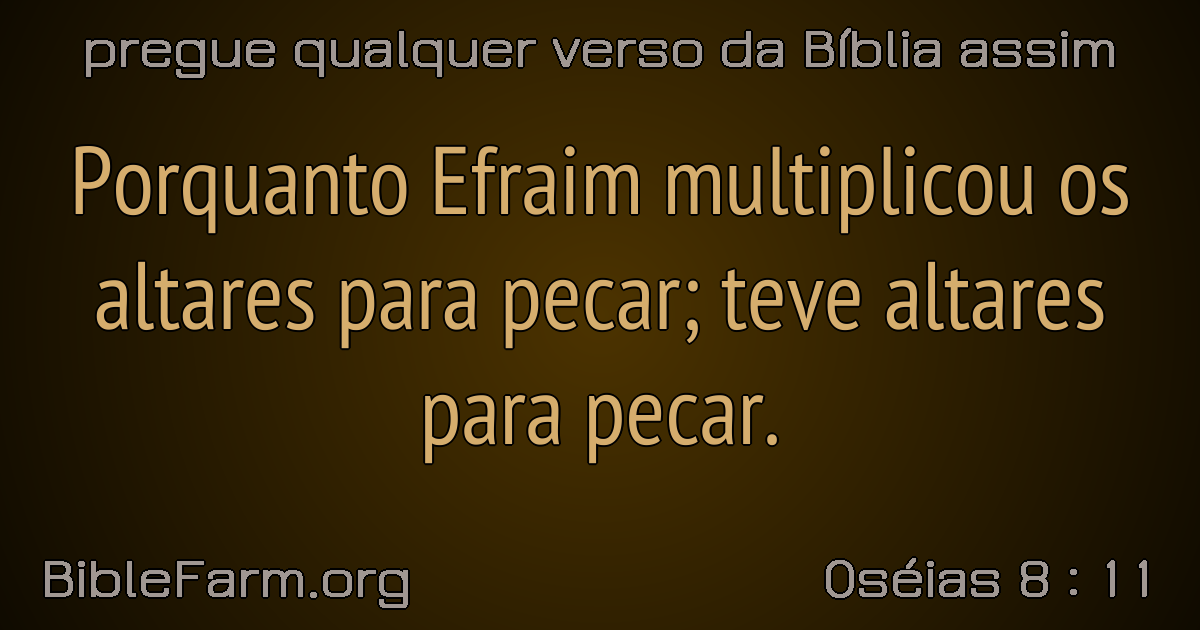 pregue qualquer verso da Bíblia assim
Porquanto Efraim multiplicou os
altares para pecar; teve altares
para pecar.
BibleFarm.org
Oséias 8 : 11